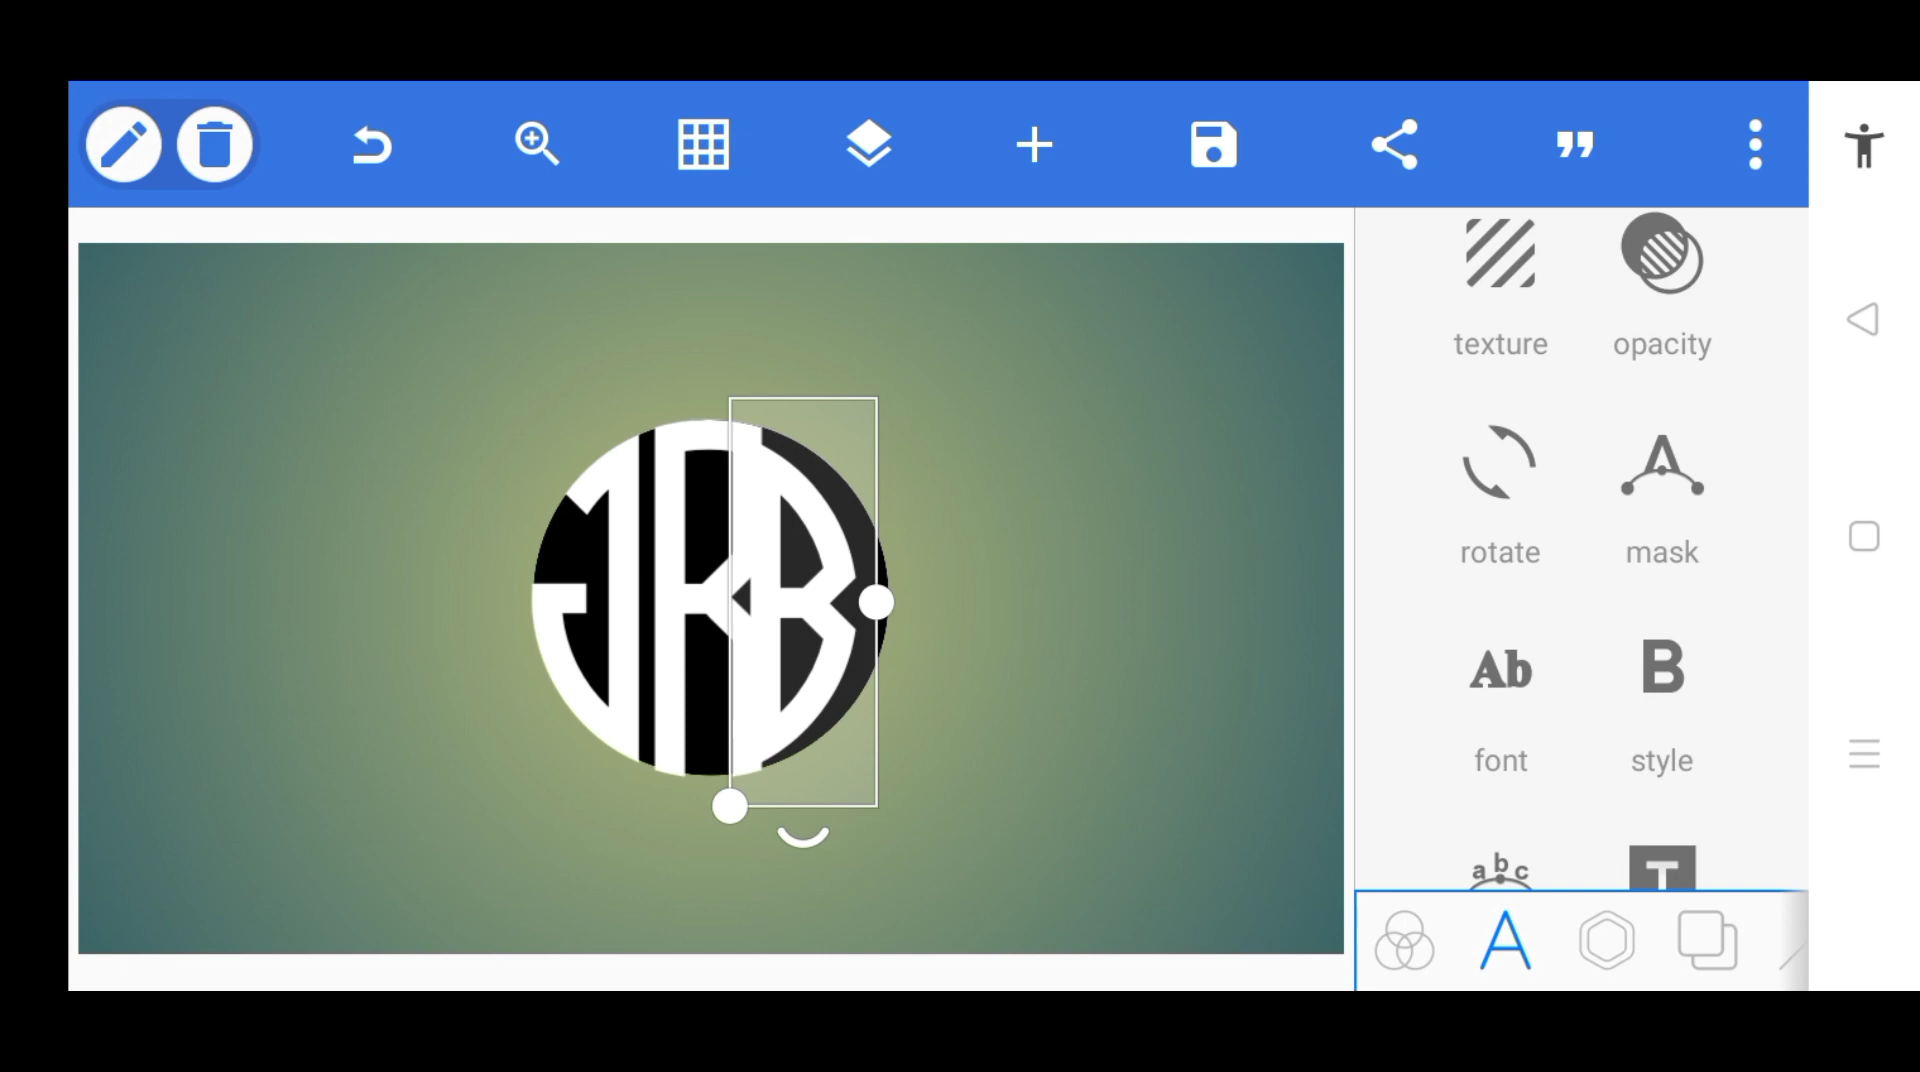 texture opacity
JRB
rotate mask
Ab B
font style
abc T
A